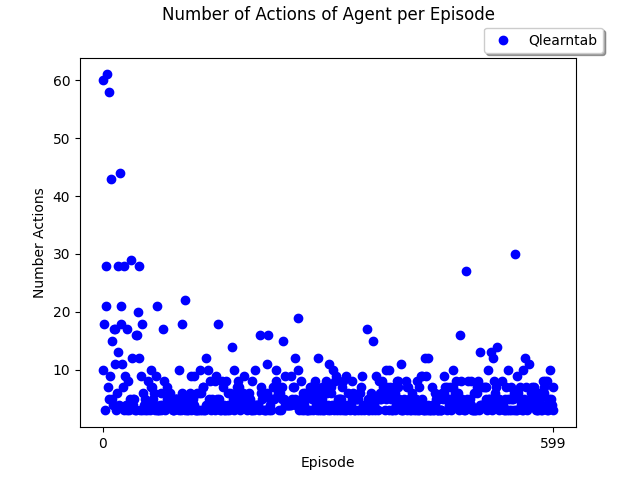 Number of Actions of Agent per Episode
Qlearntab
60
50
40
30
20
10
Number Actions
0
599
Episode